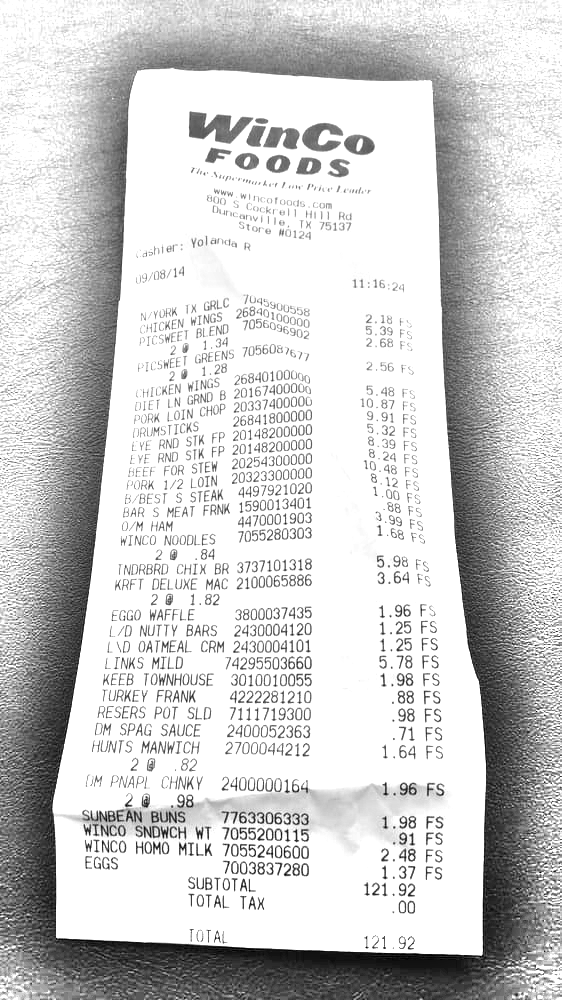 WinCo
FOODS
The Supermarket Low Price Leader
www.wincofoods.com
800 S Cockrell Hill Rd
Duncanville, TX 75137
Store #0124
Cashier: Yolanda R
09/08/14 11:16:24
N/YORK TX GRLC 7045900558 2.18 FS
CHICKEN WINGS 26840100000 5.39 FS
PICSWEET BLEND 7056096902 2.68 FS
2 @ 1.34
PICSWEET GREENS 7056087677 2.56 FS
2 @ 1.28
CHICKEN WINGS 26840100000 5.48 FS
DIET LN GRND B 20167400000 10.87 FS
PORK LOIN CHOP 20337400000 9.91 FS
DRUMSTICKS 26841800000 5.32 FS
EYE RND STK FP 20148200000 8.39 FS
EYE RND STK FP 20148200000 8.24 FS
BEEF FOR STEW 20254300000 10.48 FS
PORK 1/2 LOIN 20323300000 8.12 FS
B/BEST S STEAK 4497921020 1.00 FS
BAR S MEAT FRNK 1590013401 .88 FS
O/M HAM 4470001903 3.99 FS
WINCO NOODLES 7055280303 1.68 FS
2 @ .84
TNDRBRD CHIX BR 3737101318 5.98 FS
KRFT DELUXE MAC 2100065886 3.64 FS
2 @ 1.82
EGGO WAFFLE 3800037435 1.96 FS
L/D NUTTY BARS 2430004120 1.25 FS
L\D OATMEAL CRM 2430004101 1.25 FS
LINKS MILD 74295503660 5.78 FS
KEEB TOWNHOUSE 3010010055 1.98 FS
TURKEY FRANK 4222281210 .88 FS
RESERS POT SLD 7111719300 .98 FS
DM SPAG SAUCE 2400052363 .71 FS
HUNTS MANWICH 2700044212 1.64 FS
2 @ .82
DM PNAPL CHNKY 2400000164 1.96 FS
2 @ .98
SUNBEAN BUNS 7763306333 1.98 FS
WINCO SNDWCH WT 7055200115 .91 FS
WINCO HOMO MILK 7055240600 2.48 FS
EGGS 7003837280 1.37 FS
SUBTOTAL 121.92
TOTAL TAX .00
TOTAL 121.92